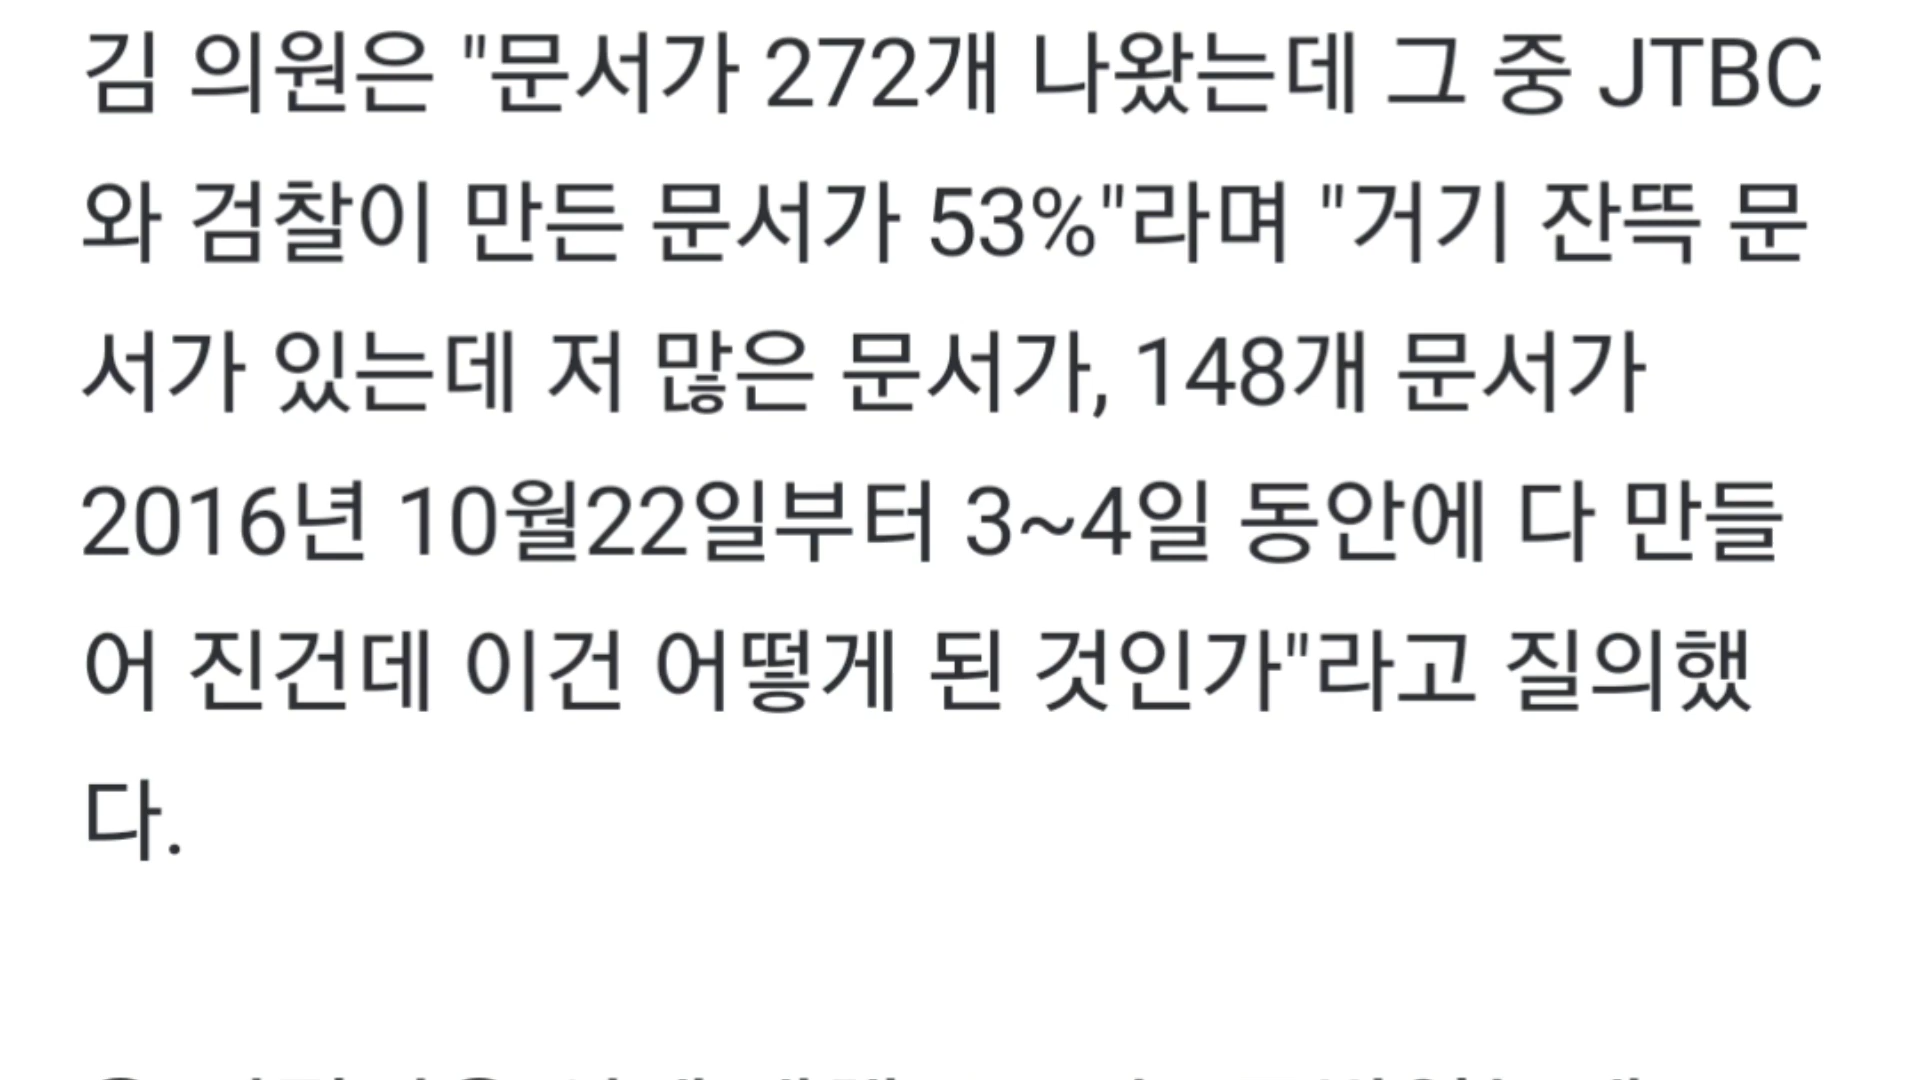 김 의원은 "문서가 272개 나왔는데 그 중 JTBC
와 검찰이 만든 문서가 53%"라며 "거기 잔뜩 문
서가 있는데 저 많은 문서가, 148개 문서가
2016년 10월22일부터 3~4일 동안에 다 만들
어 진건데 이건 어떻게 된 것인가"라고 질의했
다.